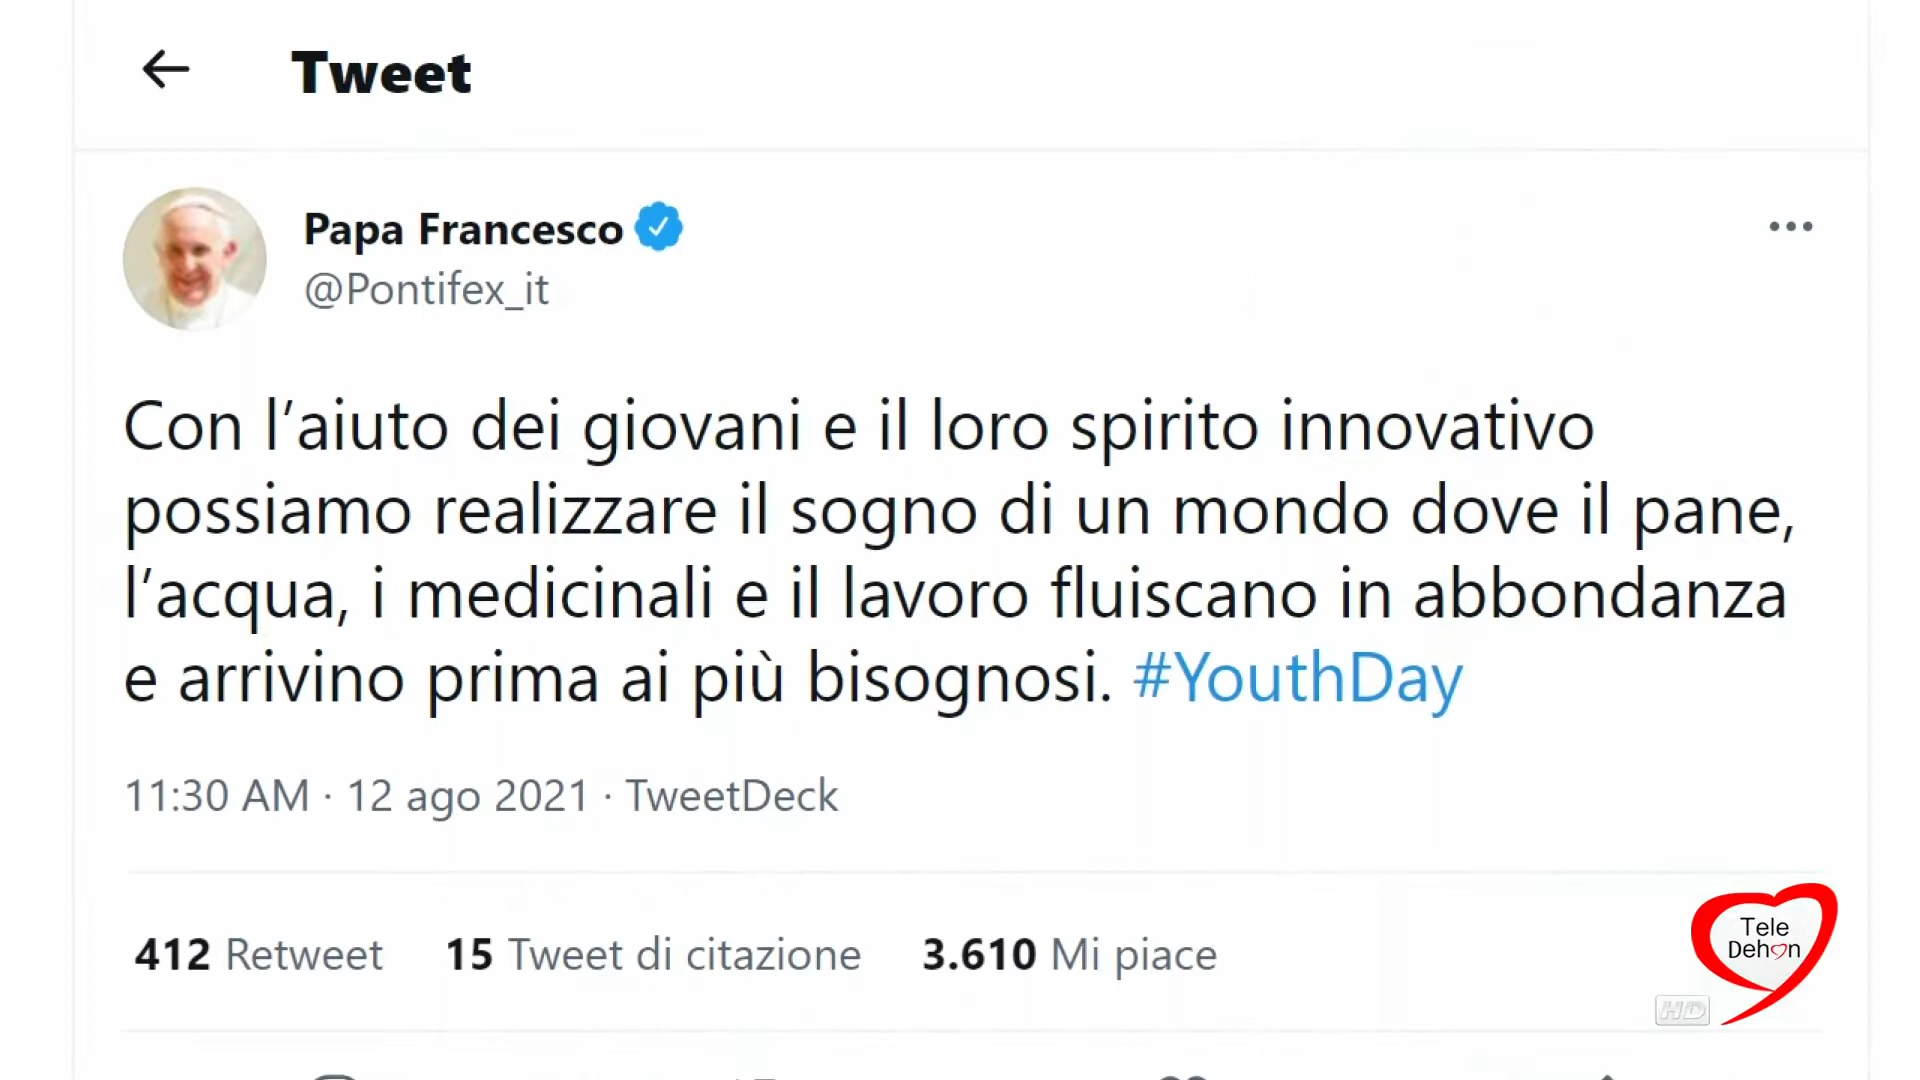 Tweet
Papa Francesco
@Pontifex_it
Con l’aiuto dei giovani e il loro spirito innovativo
possiamo realizzare il sogno di un mondo dove il pane,
l’acqua, i medicinali e il lavoro fluiscano in abbondanza
e arrivino prima ai più bisognosi. #YouthDay
11:30 AM · 12 ago 2021 · TweetDeck
412 Retweet 15 Tweet di citazione 3.610 Mi piace
Tele
Dehon
HD